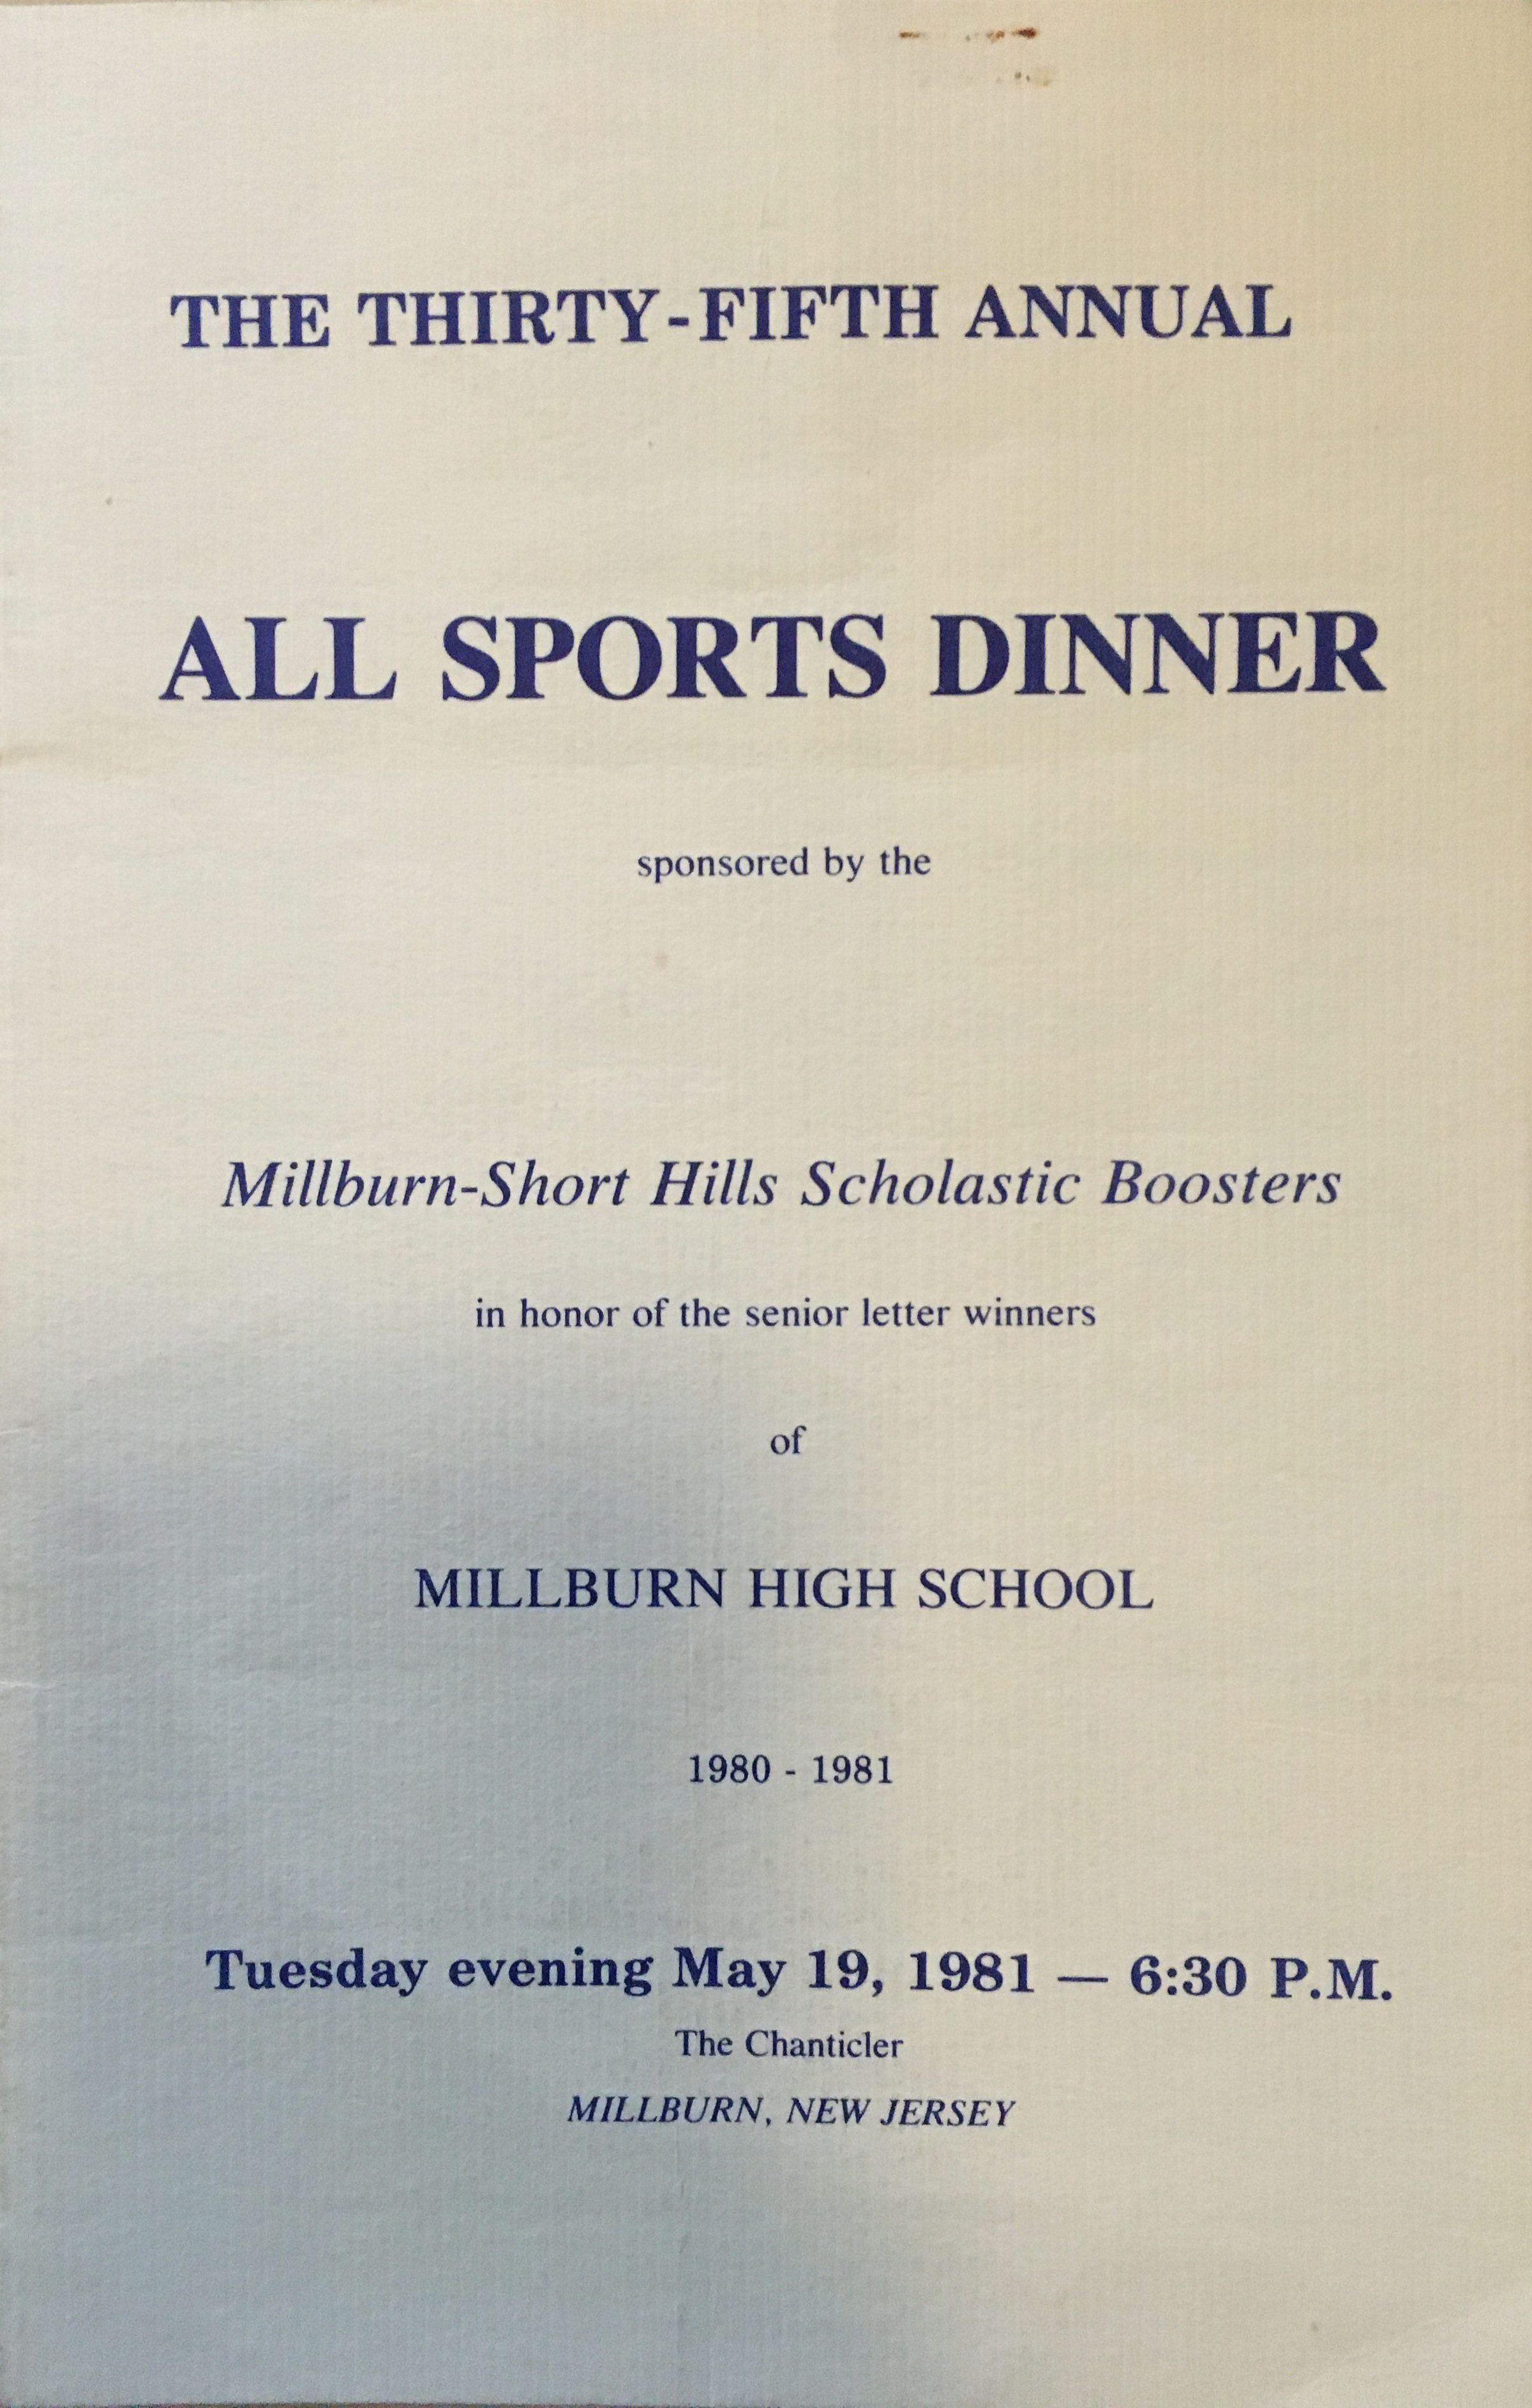 THE THIRTY-FIFTH ANNUAL
ALL SPORTS DINNER
sponsored by the
Millburn-Short Hills Scholastic Boosters
in honor of the senior letter winners
of
MILLBURN HIGH SCHOOL
1980 - 1981
Tuesday evening May 19, 1981 — 6:30 P.M.
The Chanticler
MILLBURN, NEW JERSEY